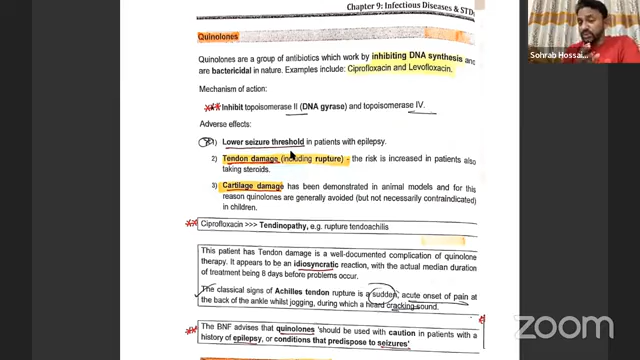 Chapter 9: Infectious Diseases & STDs
Quinolones
Quinolones are a group of antibiotics which work by inhibiting DNA synthesis and
are bactericidal in nature. Examples include: Ciprofloxacin and Levofloxacin.
Mechanism of action:
Inhibit topoisomerase II (DNA gyrase) and topoisomerase IV.
Adverse effects:
1) Lower seizure threshold in patients with epilepsy.
2) Tendon damage (including rupture) - the risk is increased in patients also
taking steroids.
3) Cartilage damage has been demonstrated in animal models and for this
reason quinolones are generally avoided (but not necessarily contraindicated)
in children.
Ciprofloxacin >>> Tendinopathy, e.g. rupture tendoachilis
This patient has Tendon damage is a well-documented complication of quinolone
therapy. It appears to be an idiosyncratic reaction, with the actual median duration
of treatment being 8 days before problems occur.
The classical signs of Achilles tendon rupture is a sudden, acute onset of pain at
the back of the ankle whilst jogging, during which a heard cracking sound.
The BNF advises that quinolones 'should be used with caution in patients with a
history of epilepsy, or conditions that predispose to seizures'
Sohrab Hossai...
zoom